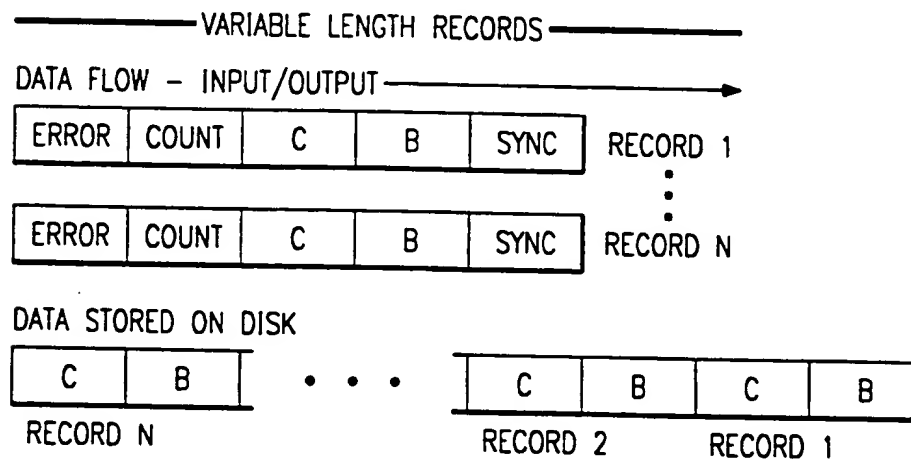 VARIABLE LENGTH RECORDS
DATA FLOW - INPUT/OUTPUT
ERROR COUNT C B SYNC RECORD 1
ERROR COUNT C B SYNC RECORD N
DATA STORED ON DISK
C B • • • C B C B
RECORD N RECORD 2 RECORD 1